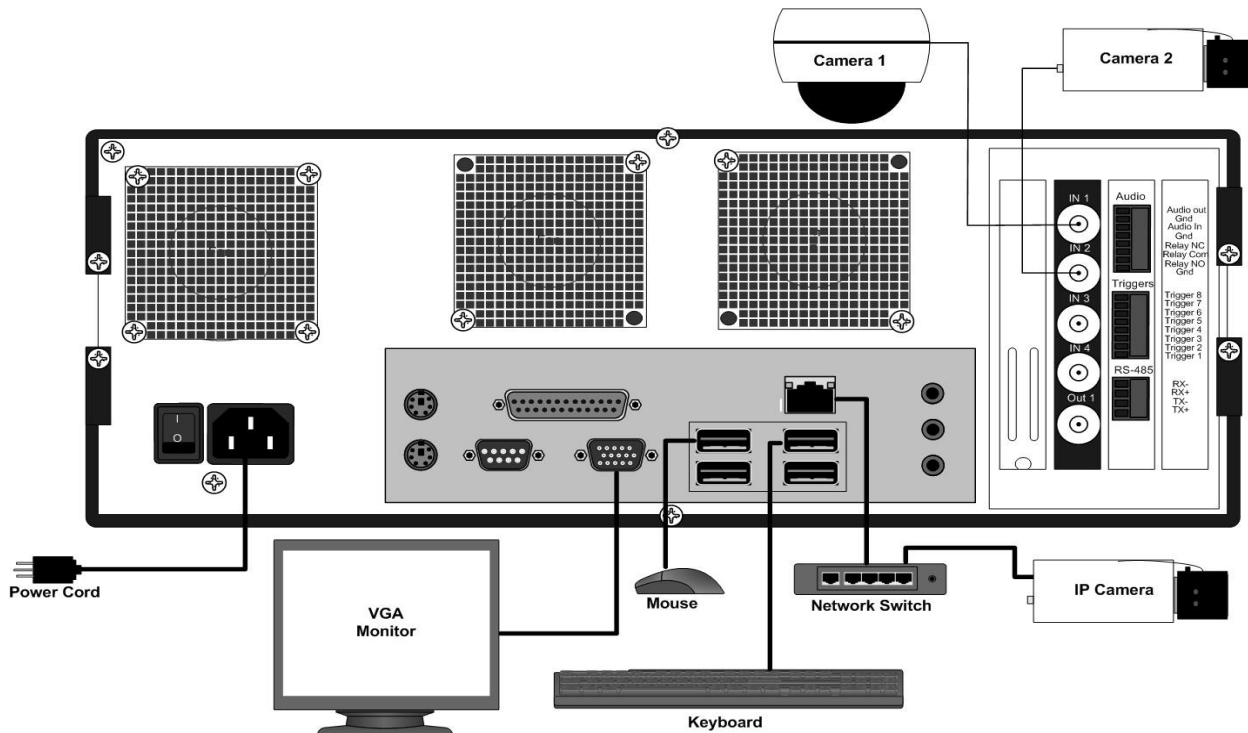 Camera 1
Camera 2
IN 1
IN 2
IN 3
IN 4
Out 1
Audio
Triggers
RS-485
Audio out
Gnd
Audio In
Gnd
Relay NC
Relay Com
Relay NO
Gnd
Trigger 8
Trigger 7
Trigger 6
Trigger 5
Trigger 4
Trigger 3
Trigger 2
Trigger 1
RX-
RX+
TX-
TX+
I
O
Power Cord
VGA
Monitor
Mouse
Keyboard
Network Switch
IP Camera